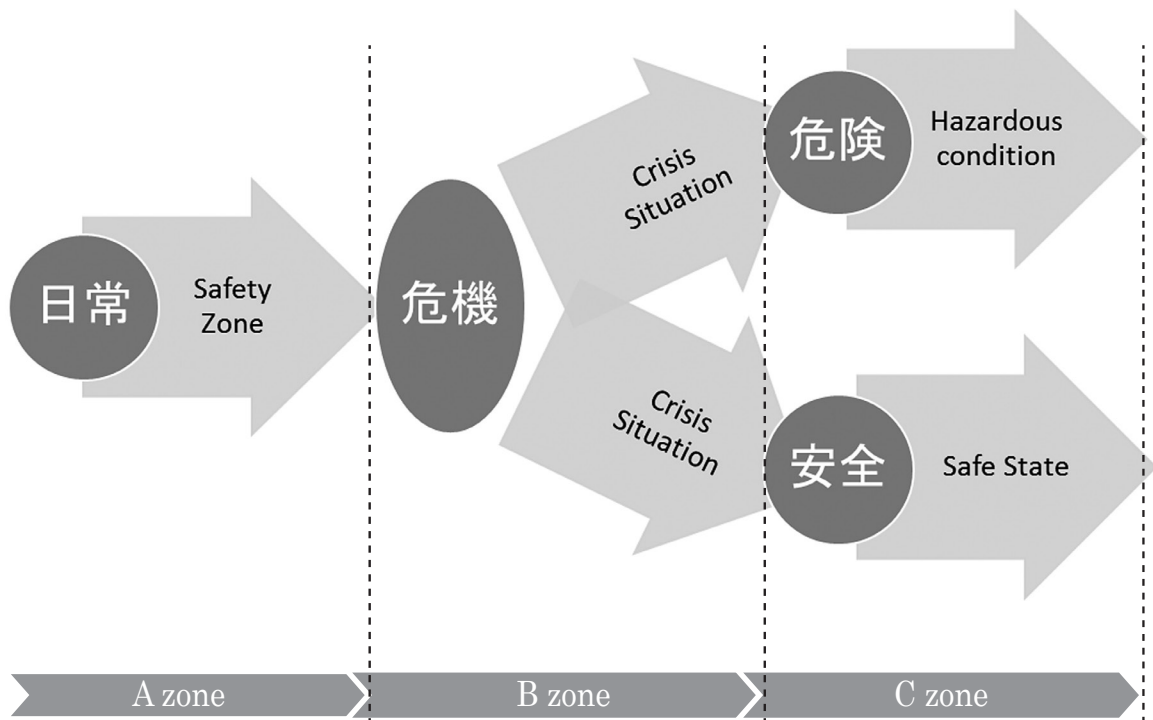 日常
Safety
Zone
危機
Crisis
Situation
Crisis
Situation
危険
Hazardous
condition
安全
Safe State
A zone
B zone
C zone